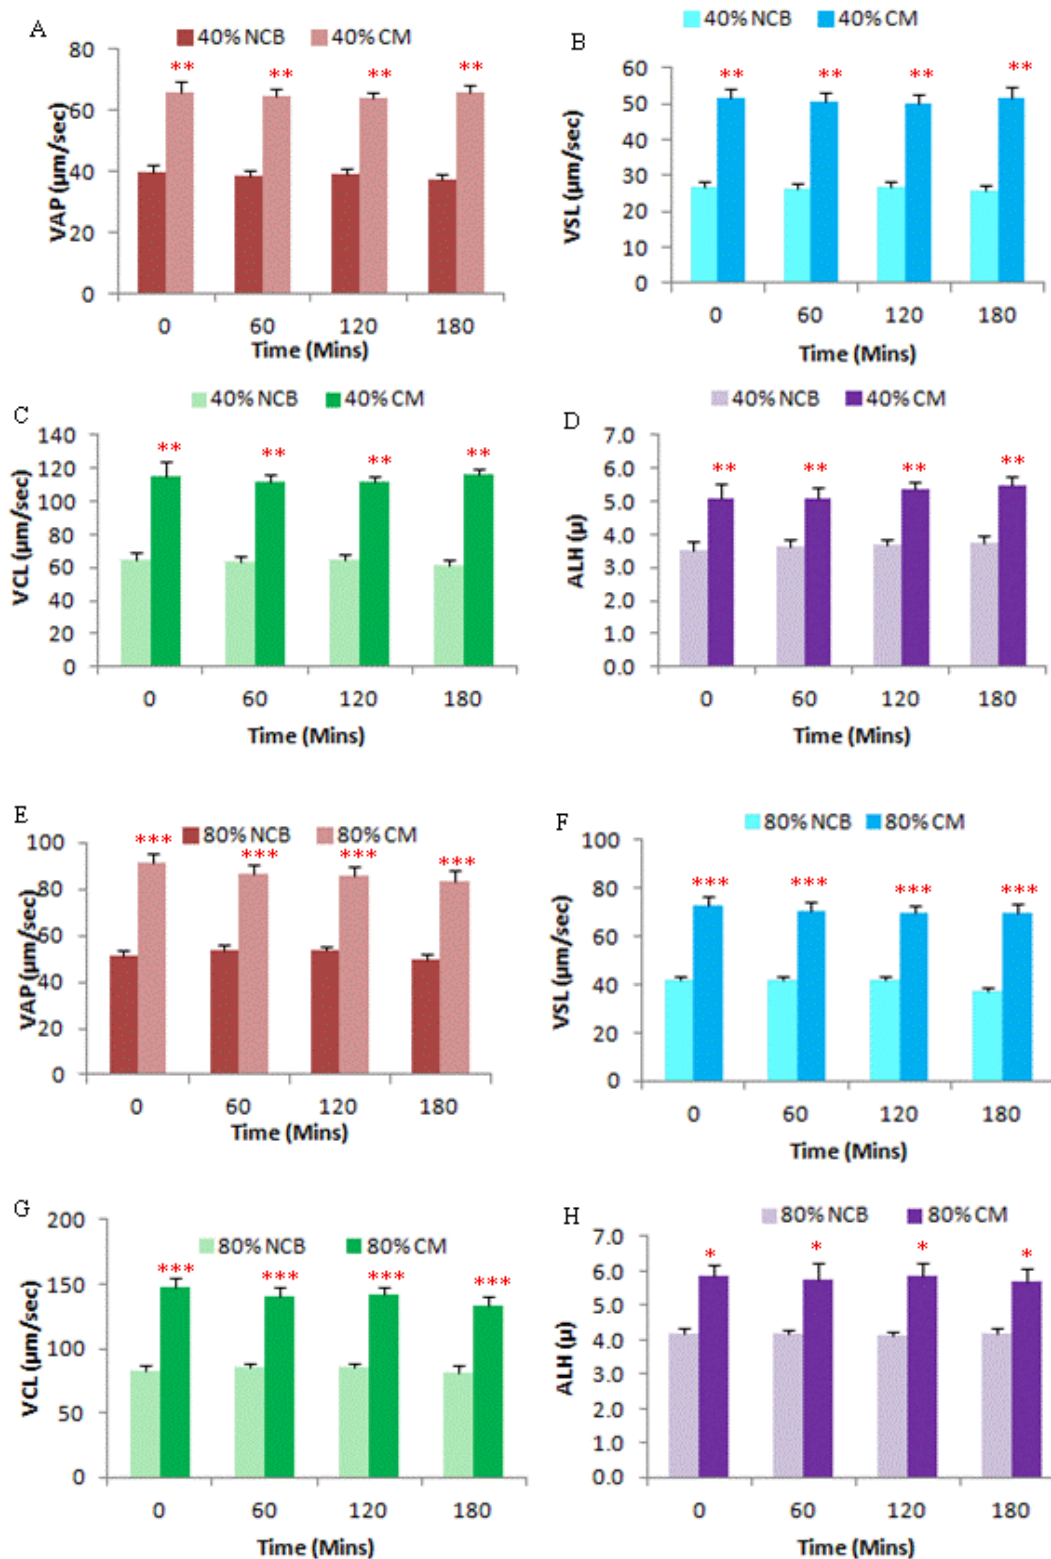 A
40% NCB 40% CM
VAP (µm/sec)
80
60
40
20
0
** ** ** **
0 60 120 180
Time (Mins)
B
40% NCB 40% CM
VSL (µm/sec)
60
50
40
30
20
10
0
** ** ** **
0 60 120 180
Time (Mins)
C
40% NCB 40% CM
VCL (µm/sec)
140
120
100
80
60
40
20
0
** ** ** **
0 60 120 180
Time (Mins)
D
40% NCB 40% CM
ALH (µ)
7.0
6.0
5.0
4.0
3.0
2.0
1.0
0.0
** ** ** **
0 60 120 180
Time (Mins)
E
80% NCB 80% CM
VAP (µm/sec)
100
80
60
40
20
0
*** *** *** ***
0 60 120 180
Time (Mins)
F
80% NCB 80% CM
VSL (µm/sec)
100
80
60
40
20
0
*** *** *** ***
0 60 120 180
Time (Mins)
G
80% NCB 80% CM
VCL (µm/sec)
200
150
100
50
0
*** *** *** ***
0 60 120 180
Time (Mins)
H
80% NCB 80% CM
ALH (µ)
7.0
6.0
5.0
4.0
3.0
2.0
1.0
0.0
* * * *
0 60 120 180
Time (Mins)